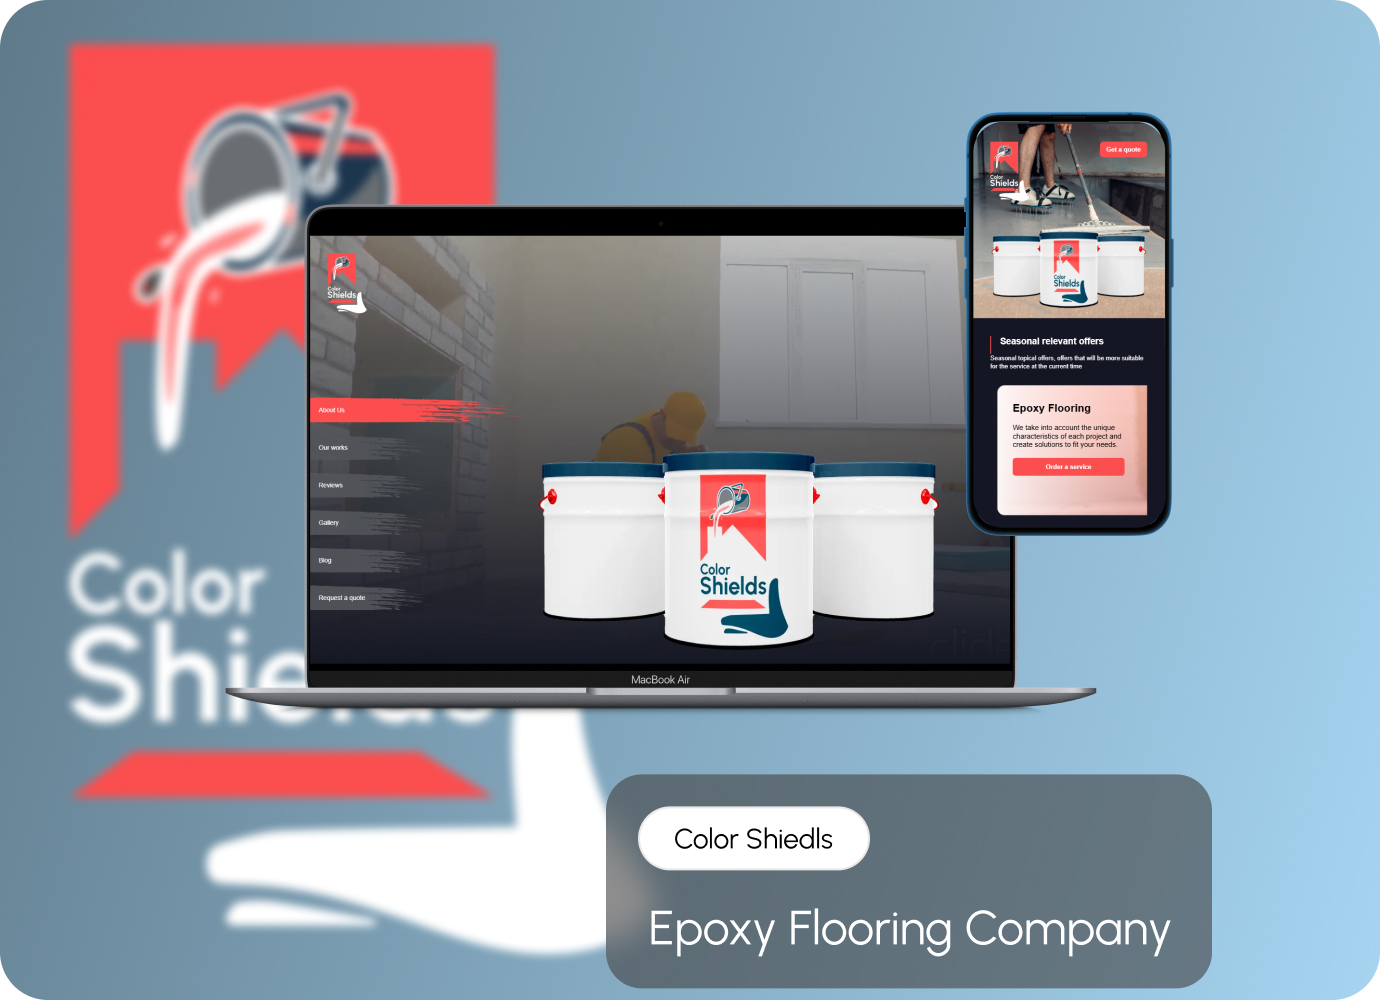 Color
Shields
Color
Shields
About Us
Our works
Reviews
Gallery
Blog
Request a quote
Color
Shields
MacBook Air
Color
Shields
Get a quote
Color
Shields
Seasonal relevant offers
Seasonal topical offers, offers that will be more suitable
for the service at the current time
Epoxy Flooring
We take into account the unique
characteristics of each project and
create solutions to fit your needs.
Order a service
Color Shiedls
Epoxy Flooring Company